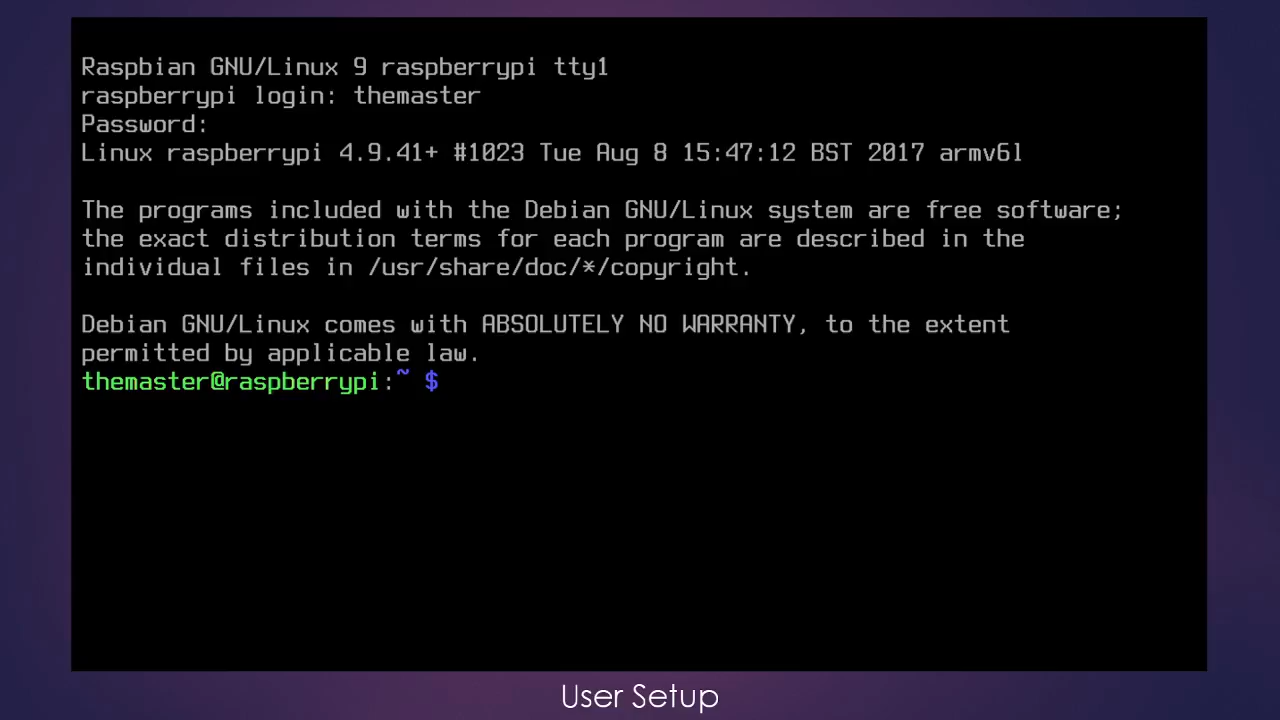 Raspbian GNU/Linux 9 raspberrypi tty1
raspberrypi login: themaster
Password:
Linux raspberrypi 4.9.41+ #1023 Tue Aug 8 15:47:12 BST 2017 armv6l
The programs included with the Debian GNU/Linux system are free software;
the exact distribution terms for each program are described in the
individual files in /usr/share/doc/*/copyright.
Debian GNU/Linux comes with ABSOLUTELY NO WARRANTY, to the extent
permitted by applicable law.
themaster@raspberrypi:~ $
User Setup